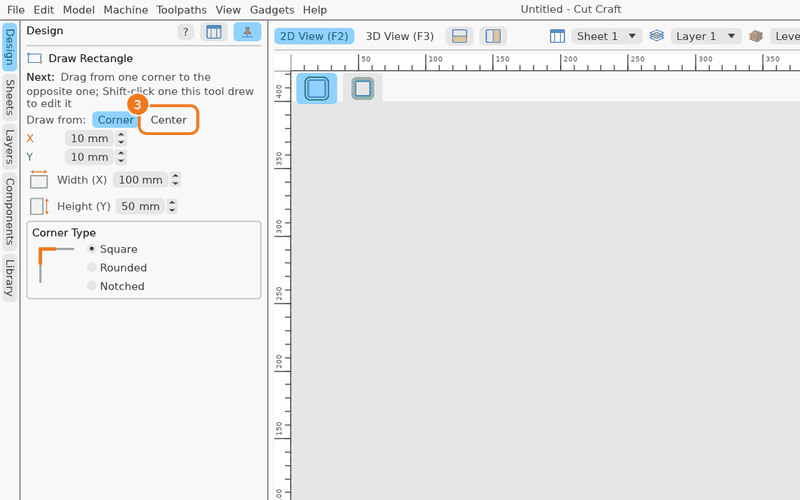 File Edit Model Machine Toolpaths View Gadgets Help
Untitled - Cut Craft
Design
?
2D View (F2)
3D View (F3)
Sheet 1
Layer 1
Leve
Design
Sheets
Layers
Components
Library
Draw Rectangle
Next: Drag from one corner to the
opposite one; Shift-click one this tool drew
to edit it
3
Draw from: Corner Center
X 10 mm
Y 10 mm
Width (X) 100 mm
Height (Y) 50 mm
Corner Type
Square
Rounded
Notched
50 100 150 200 250 300 350
400
350
300
250
200
150